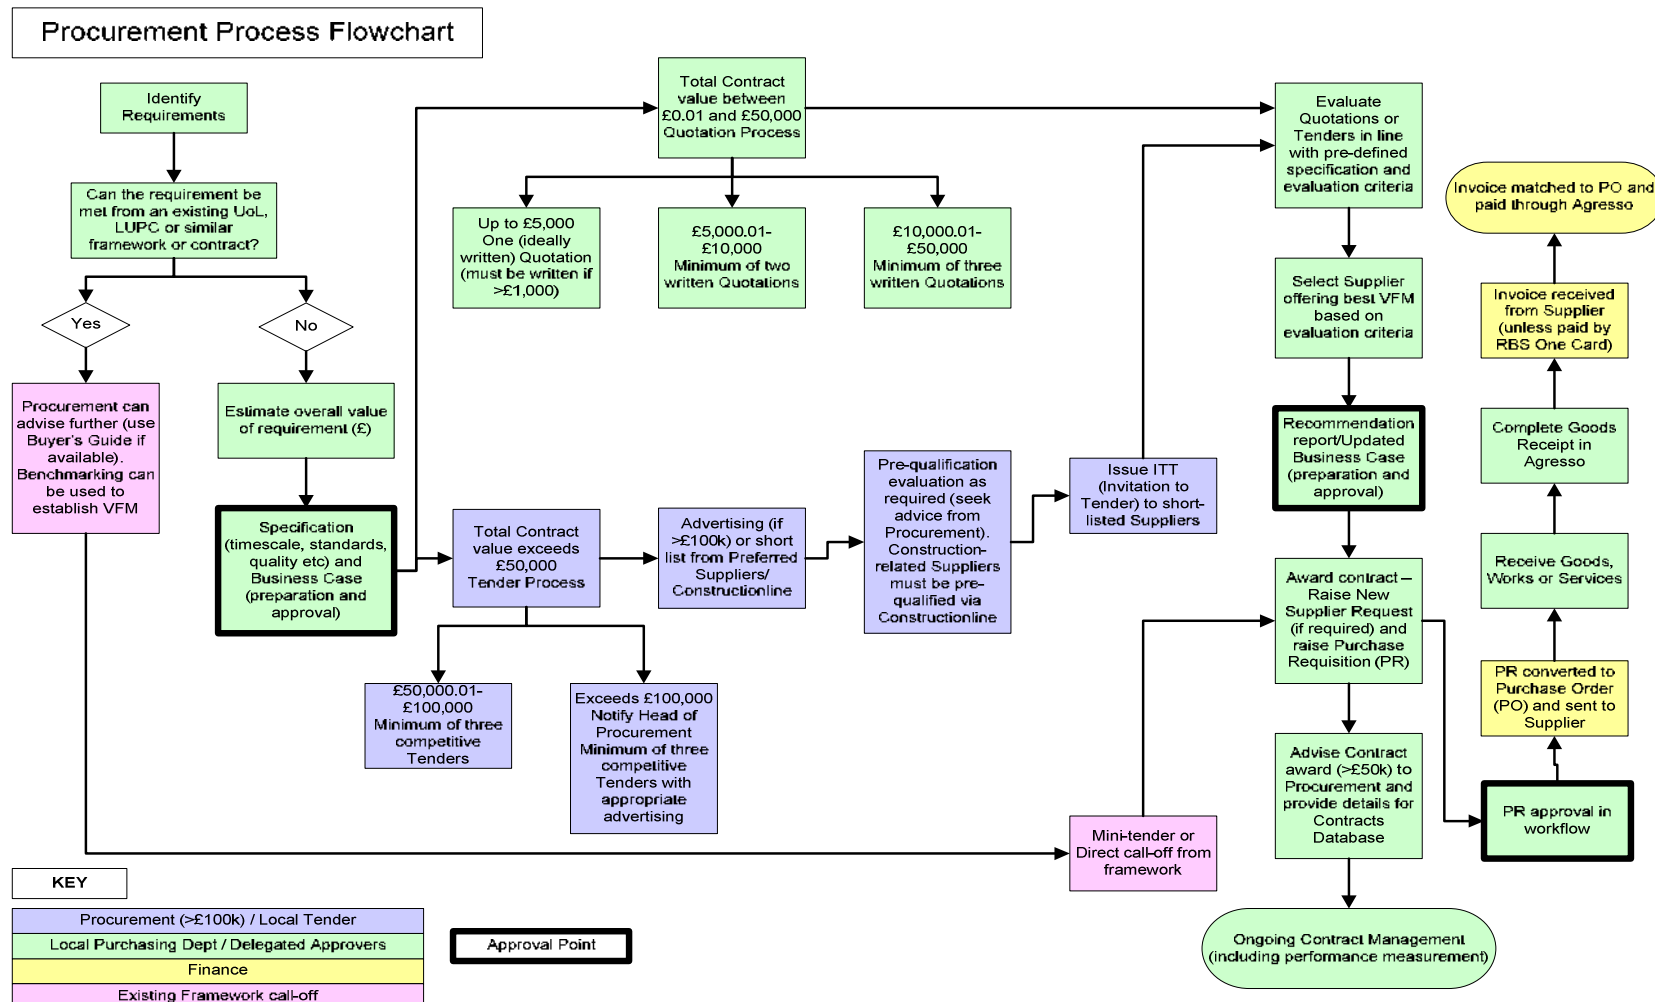 Procurement Process Flowchart
Identify
Requirements
Can the requirement be
met from an existing UoL,
LUPC or similar
framework or contract?
Yes
No
Procurement can
advise further (use
Buyer's Guide if
available).
Benchmarking can
be used to
establish VFM
Estimate overall value
of requirement (£)
Specification
(timescale, standards,
quality etc) and
Business Case
(preparation and
approval)
Total Contract
value between
£0.01 and £50,000
Quotation Process
Up to £5,000
One (ideally
written) Quotation
(must be written if
>£1,000)
£5,000.01-
£10,000
Minimum of two
written Quotations
£10,000.01-
£50,000
Minimum of three
written Quotations
Total Contract
value exceeds
£50,000
Tender Process
£50,000.01-
£100,000
Minimum of three
competitive
Tenders
Exceeds £100,000
Notify Head of
Procurement
Minimum of three
competitive
Tenders with
appropriate
advertising
Advertising (if
>£100k) or short
list from Preferred
Suppliers/
Constructionline
Pre-qualification
evaluation as
required (seek
advice from
Procurement).
Construction-
related Suppliers
must be pre-
qualified via
Constructionline
Issue ITT
(Invitation to
Tender) to short-
listed Suppliers
Mini-tender or
Direct call-off from
framework
Evaluate
Quotations or
Tenders in line
with pre-defined
specification and
evaluation criteria
Select Supplier
offering best VFM
based on
evaluation criteria
Recommendation
report/Updated
Business Case
(preparation and
approval)
Award contract –
Raise New
Supplier Request
(if required) and
raise Purchase
Requisition (PR)
Advise Contract
award (>£50k) to
Procurement and
provide details for
Contracts
Database
Ongoing Contract Management
(including performance measurement)
PR approval in
workflow
PR converted to
Purchase Order
(PO) and sent to
Supplier
Receive Goods,
Works or Services
Complete Goods
Receipt in
Agresso
Invoice received
from Supplier
(unless paid by
RBS One Card)
Invoice matched to PO and
paid through Agresso
KEY
Procurement (>£100k) / Local Tender
Local Purchasing Dept / Delegated Approvers
Finance
Existing Framework call-off
Approval Point